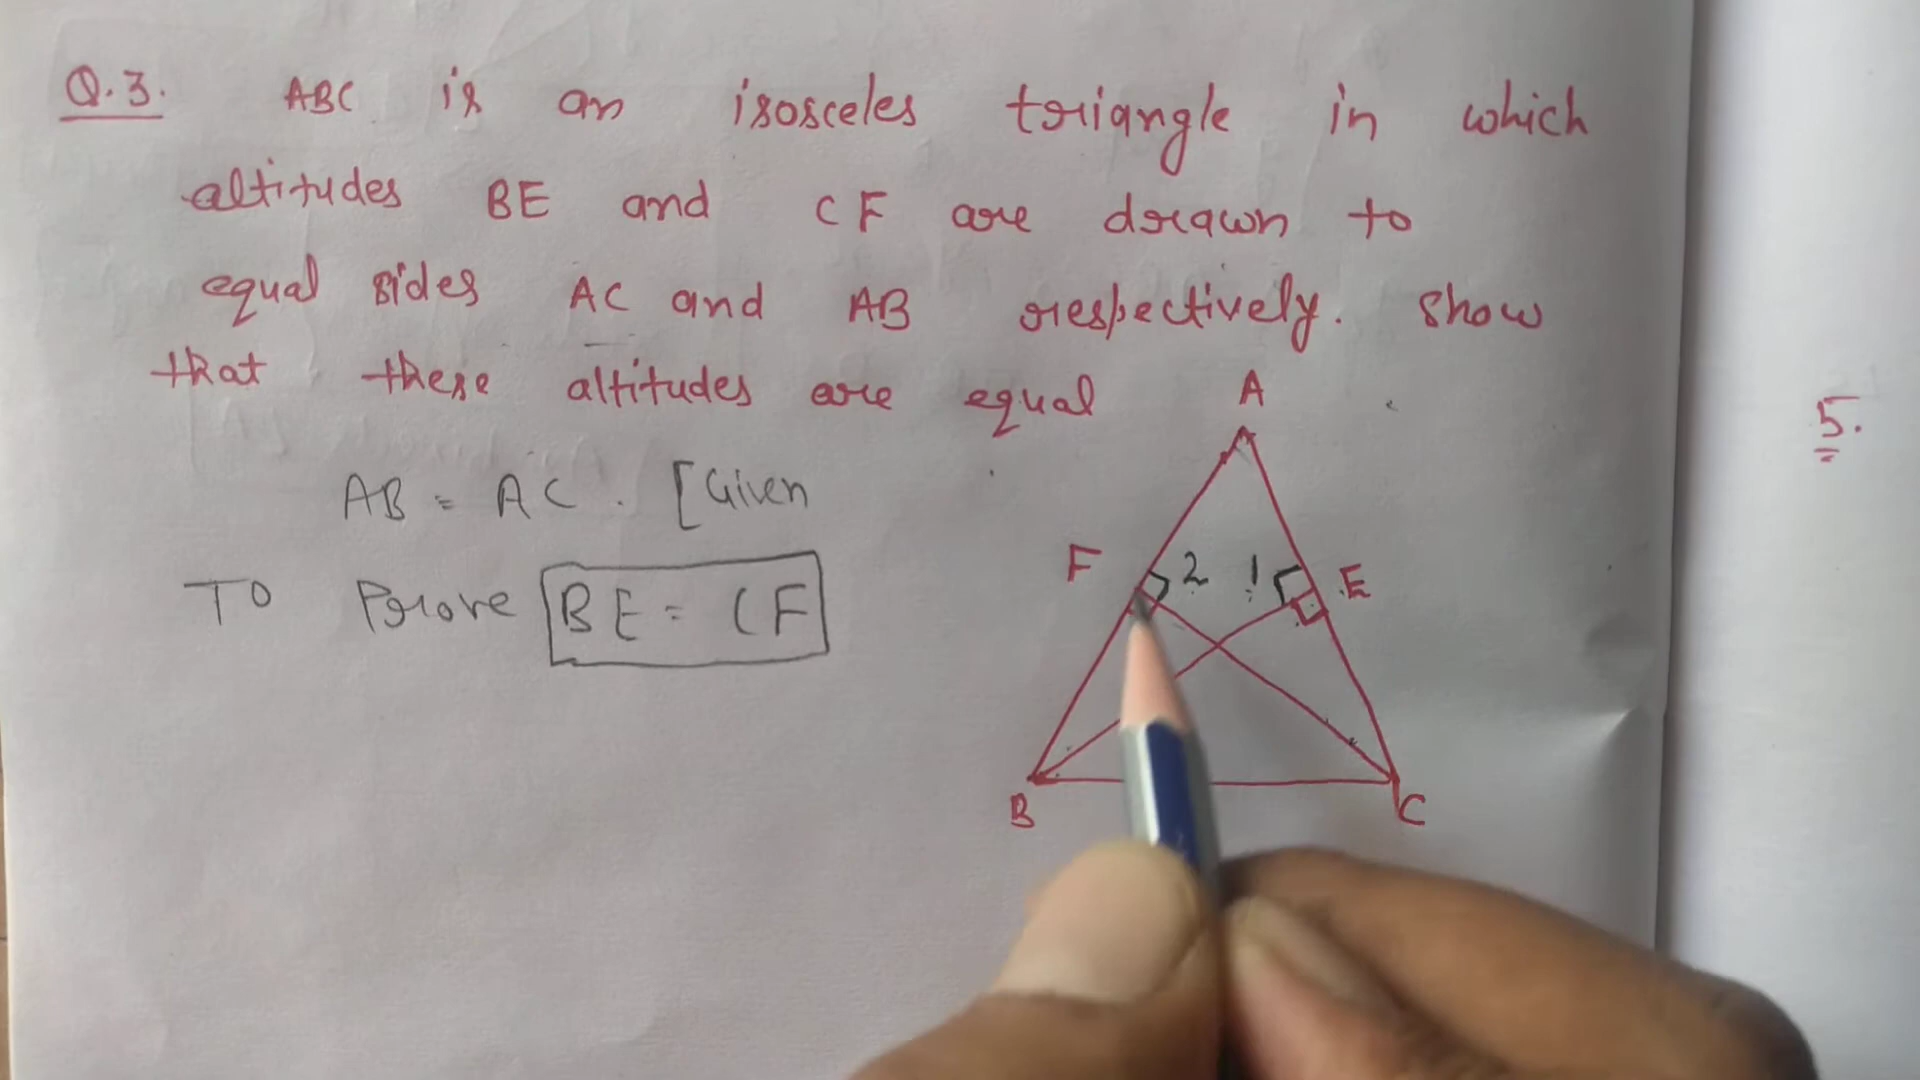 Q.3. ABC is an isosceles triangle in which
altitudes BE and CF are drawn to
equal sides AC and AB respectively. Show
that these altitudes are equal
A
5.
AB = AC. [Given
F 2 1 E
To Prove BE = CF
B C